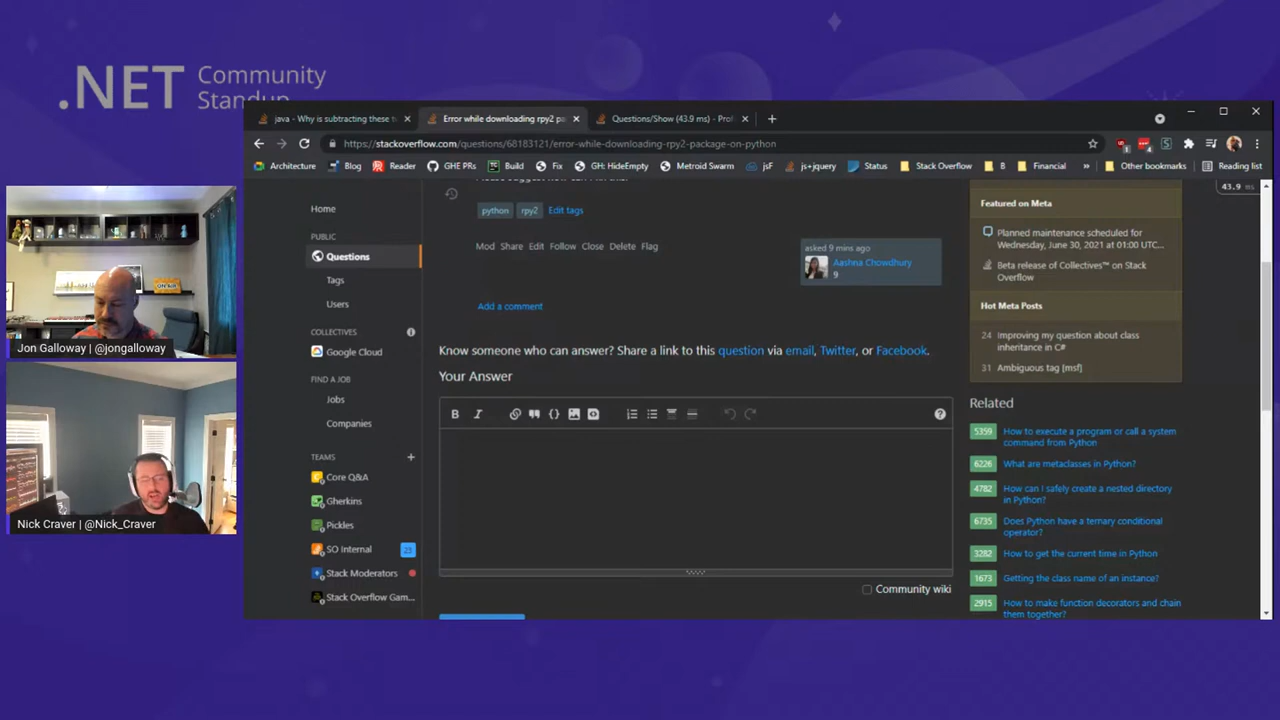 .NET Community
Standup
java - Why is subtracting these t
Error while downloading rpy2 pa
Questions/Show (43.9 ms) - Prof
https://stackoverflow.com/questions/68183121/error-while-downloading-rpy2-package-on-python
Architecture
Blog
Reader
GHE PRs
Build
Fix
GH: HideEmpty
Metroid Swarm
jsF
js+jquery
Status
Stack Overflow
B
Financial
»
Other bookmarks
Reading list
43.9 ms
Home
PUBLIC
Questions
Tags
Users
COLLECTIVES
Google Cloud
FIND A JOB
Jobs
Companies
TEAMS
Core Q&A
Gherkins
Pickles
SO Internal
25
Stack Moderators
Stack Overflow Gam...
python
rpy2
Edit tags
Mod Share Edit Follow Close Delete Flag
asked 9 mins ago
Aashna Chowdhury
9
Add a comment
Know someone who can answer? Share a link to this question via email, Twitter, or Facebook.
Your Answer
B
I
Community wiki
Featured on Meta
Planned maintenance scheduled for
Wednesday, June 30, 2021 at 01:00 UTC...
Beta release of Collectives™ on Stack
Overflow
Hot Meta Posts
24 Improving my question about class
inheritance in C#
31 Ambiguous tag [msf]
Related
5359 How to execute a program or call a system
command from Python
6226 What are metaclasses in Python?
4782 How can I safely create a nested directory
in Python?
6735 Does Python have a ternary conditional
operator?
3282 How to get the current time in Python
1673 Getting the class name of an instance?
2915 How to make function decorators and chain
them together?
ON AIR
Jon Galloway | @jongalloway
Nick Craver | @Nick_Craver